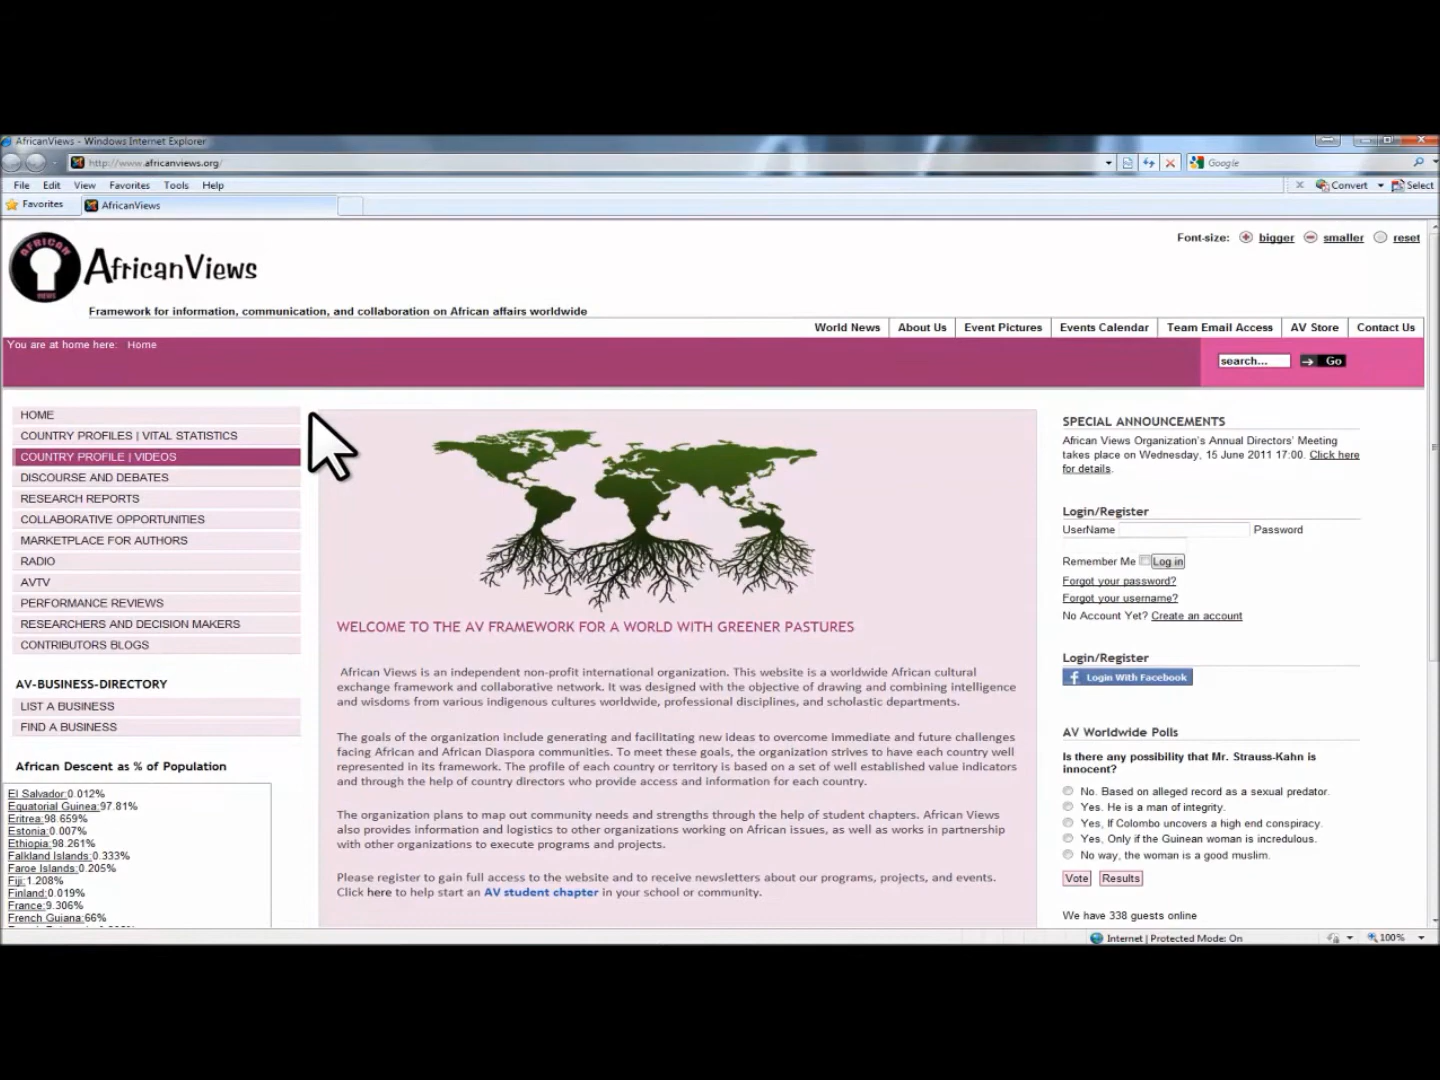 AfricanViews - Windows Internet Explorer
http://www.africanviews.org/
Google
File Edit View Favorites Tools Help
Convert Select
Favorites AfricanViews
Font-size: bigger smaller reset
AFRICAN
VIEWS
AfricanViews
Framework for information, communication, and collaboration on African affairs worldwide
World News About Us Event Pictures Events Calendar Team Email Access AV Store Contact Us
You are at home here: Home
search... Go
HOME
COUNTRY PROFILES | VITAL STATISTICS
COUNTRY PROFILE | VIDEOS
DISCOURSE AND DEBATES
RESEARCH REPORTS
COLLABORATIVE OPPORTUNITIES
MARKETPLACE FOR AUTHORS
RADIO
AVTV
PERFORMANCE REVIEWS
RESEARCHERS AND DECISION MAKERS
CONTRIBUTORS BLOGS
AV-BUSINESS-DIRECTORY
LIST A BUSINESS
FIND A BUSINESS
African Descent as % of Population
El Salvador:0.012%
Equatorial Guinea:97.81%
Eritrea:98.659%
Estonia:0.007%
Ethiopia:98.261%
Falkland Islands:0.333%
Faroe Islands:0.205%
Fiji:1.208%
Finland:0.019%
France:9.306%
French Guiana:66%
WELCOME TO THE AV FRAMEWORK FOR A WORLD WITH GREENER PASTURES
African Views is an independent non-profit international organization. This website is a worldwide African cultural
exchange framework and collaborative network. It was designed with the objective of drawing and combining intelligence
and wisdoms from various indigenous cultures worldwide, professional disciplines, and scholastic departments.
The goals of the organization include generating and facilitating new ideas to overcome immediate and future challenges
facing African and African Diaspora communities. To meet these goals, the organization strives to have each country well
represented in its framework. The profile of each country or territory is based on a set of well established value indicators
and through the help of country directors who provide access and information for each country.
The organization plans to map out community needs and strengths through the help of student chapters. African Views
also provides information and logistics to other organizations working on African issues, as well as works in partnership
with other organizations to execute programs and projects.
Please register to gain full access to the website and to receive newsletters about our programs, projects, and events.
Click here to help start an AV student chapter in your school or community.
SPECIAL ANNOUNCEMENTS
African Views Organization's Annual Directors' Meeting
takes place on Wednesday, 15 June 2011 17:00. Click here
for details.
Login/Register
UserName Password
Remember Me Log in
Forgot your password?
Forgot your username?
No Account Yet? Create an account
Login/Register
f Login With Facebook
AV Worldwide Polls
Is there any possibility that Mr. Strauss-Kahn is
innocent?
No. Based on alleged record as a sexual predator.
Yes. He is a man of integrity.
Yes, If Colombo uncovers a high end conspiracy.
Yes, Only if the Guinean woman is incredulous.
No way, the woman is a good muslim.
Vote Results
We have 338 guests online
Internet | Protected Mode: On 100%